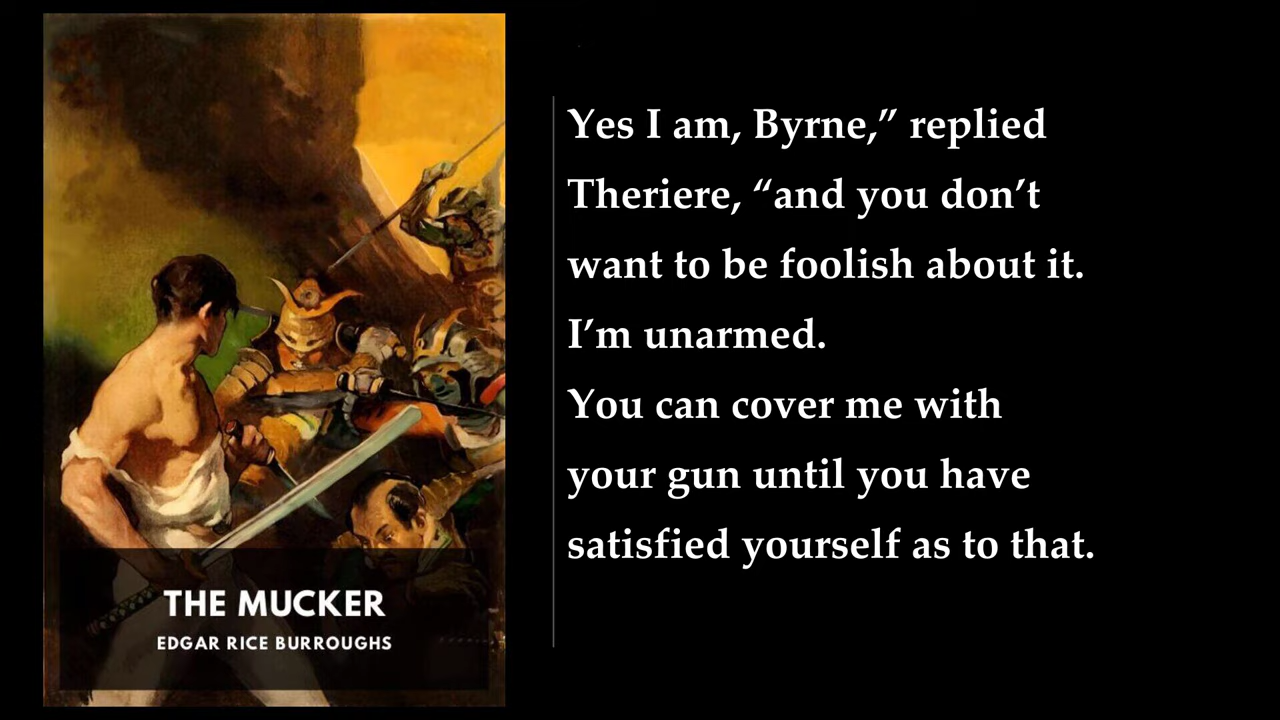 THE MUCKER
EDGAR RICE BURROUGHS
Yes I am, Byrne,” replied
Theriere, “and you don’t
want to be foolish about it.
I’m unarmed.
You can cover me with
your gun until you have
satisfied yourself as to that.